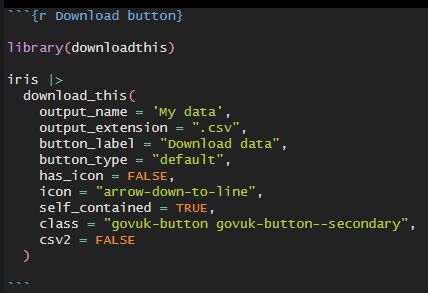 ```{r Download button}
library(downloadthis)
iris |>
  download_this(
    output_name = 'My data',
    output_extension = ".csv",
    button_label = "Download data",
    button_type = "default",
    has_icon = FALSE,
    icon = "arrow-down-to-line",
    self_contained = TRUE,
    class = "govuk-button govuk-button--secondary",
    csv2 = FALSE
  )
```